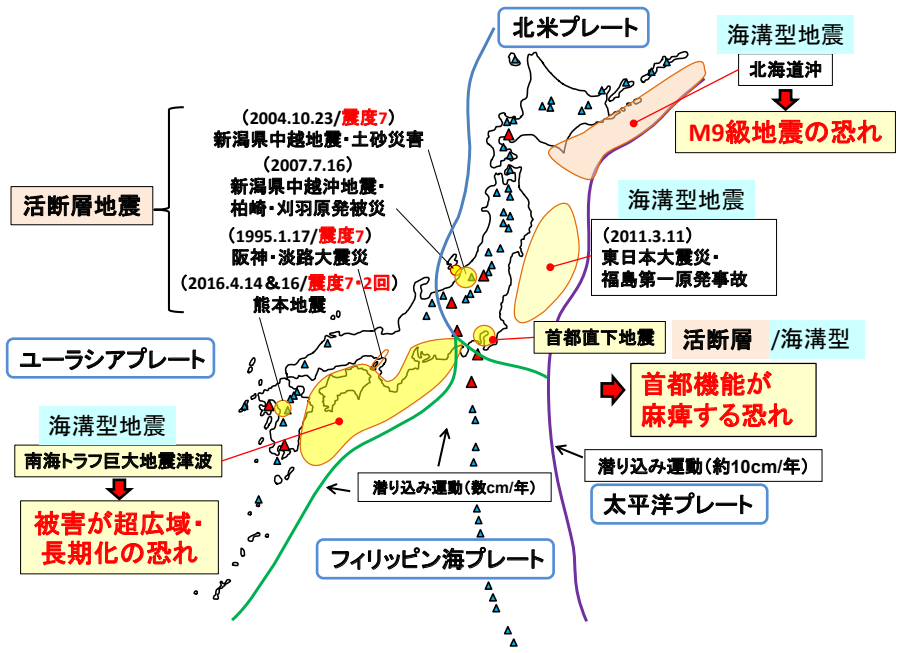 北米プレート
海溝型地震
北海道沖
M9級地震の恐れ
(2004.10.23/震度7)
新潟県中越地震・土砂災害
(2007.7.16)
新潟県中越沖地震・
柏崎・刈羽原発被災
活断層地震
(1995.1.17/震度7)
阪神・淡路大震災
(2016.4.14&16/震度7・2回)
熊本地震
海溝型地震
(2011.3.11)
東日本大震災・
福島第一原発事故
ユーラシアプレート
首都直下地震
活断層 /海溝型
首都機能が
麻痺する恐れ
海溝型地震
南海トラフ巨大地震津波
被害が超広域・
長期化の恐れ
潜り込み運動(数cm/年)
潜り込み運動(約10cm/年)
太平洋プレート
フィリッピン海プレート